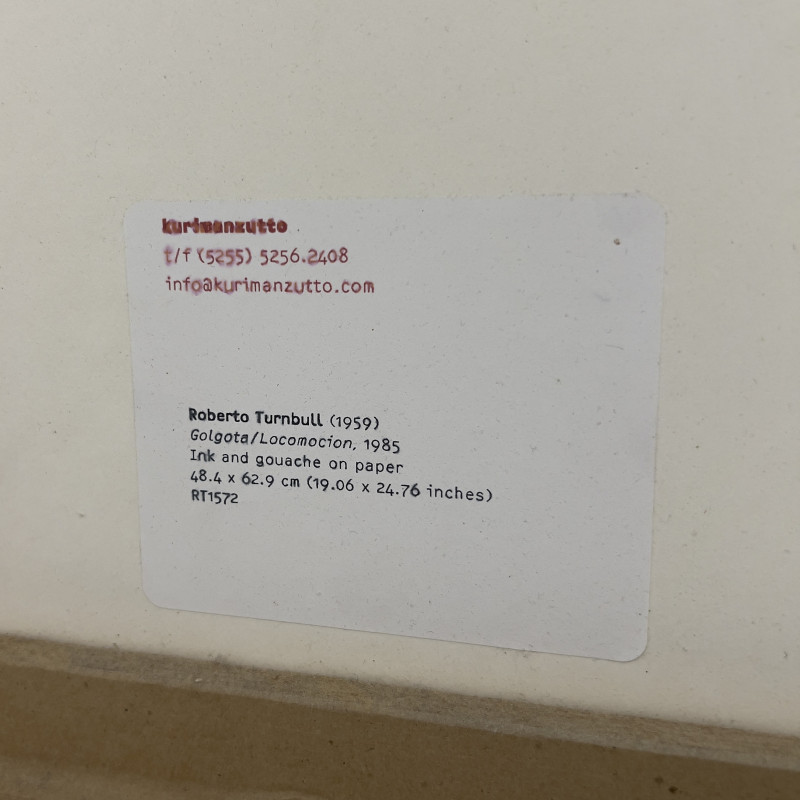 kurimanzutto
t/f (5255) 5256.2408
info@kurimanzutto.com
Roberto Turnbull (1959)
Golgota/Locomocion, 1985
Ink and gouache on paper
48.4 x 62.9 cm (19.06 x 24.76 inches)
RT1572